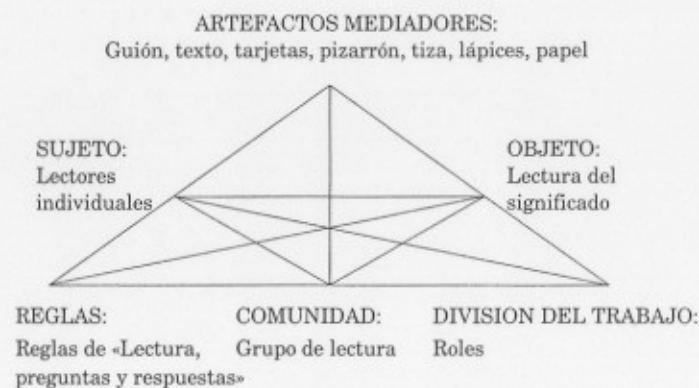 ARTEFACTOS MEDIADORES:
Guión, texto, tarjetas, pizarrón, tiza, lápices, papel
SUJETO:
Lectores
individuales
OBJETO:
Lectura del
significado
REGLAS:
Reglas de «Lectura,
preguntas y respuestas»
COMUNIDAD:
Grupo de lectura
DIVISION DEL TRABAJO:
Roles